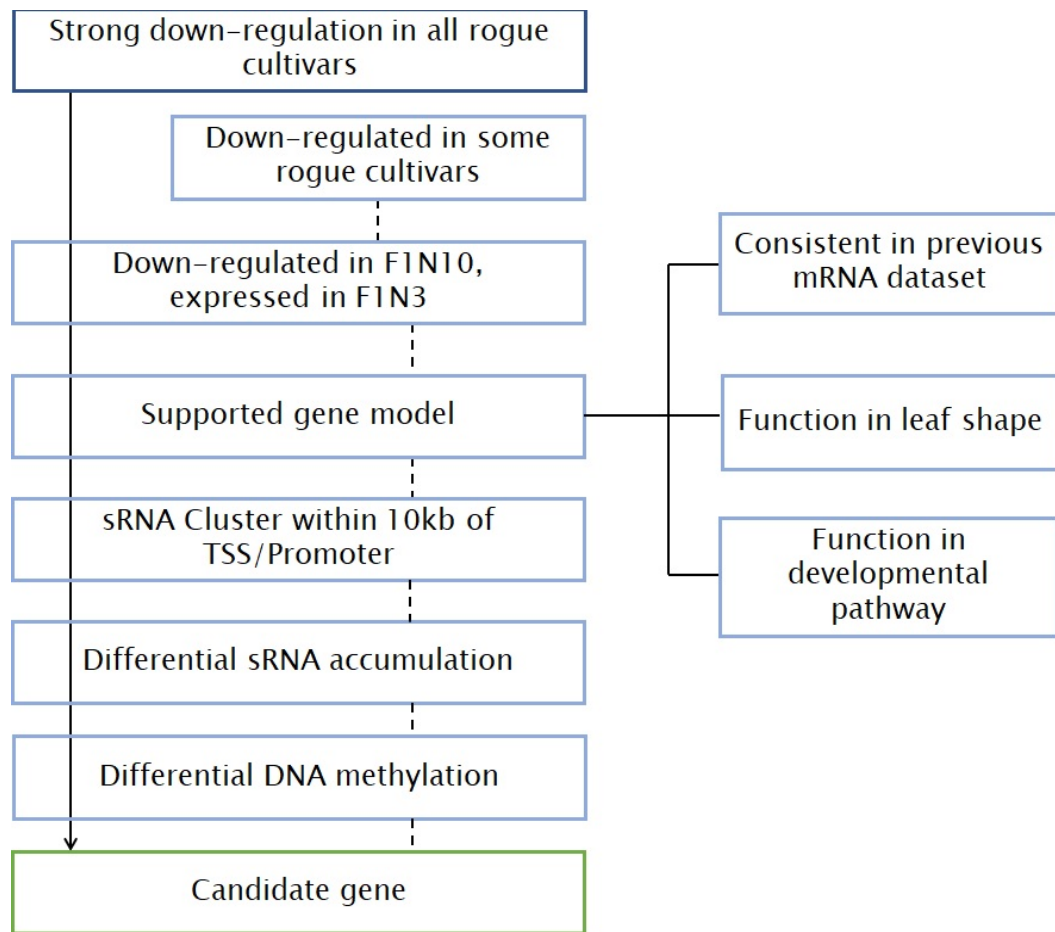 Strong down-regulation in all rogue
cultivars
Down-regulated in some
rogue cultivars
Down-regulated in F1N10,
expressed in F1N3
Supported gene model
sRNA Cluster within 10kb of
TSS/Promoter
Differential sRNA accumulation
Differential DNA methylation
Candidate gene
Consistent in previous
mRNA dataset
Function in leaf shape
Function in
developmental
pathway